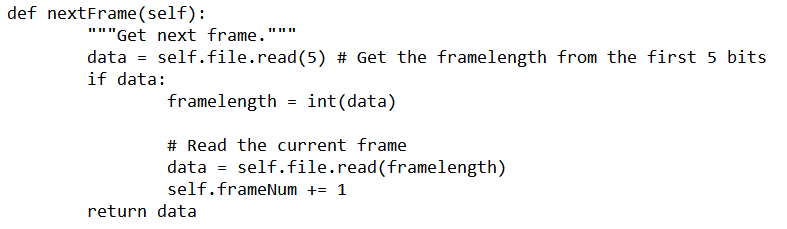 def nextFrame(self):
        """Get next frame."""
        data = self.file.read(5) # Get the framelength from the first 5 bits
        if data:
                framelength = int(data)

                # Read the current frame
                data = self.file.read(framelength)
                self.frameNum += 1
        return data